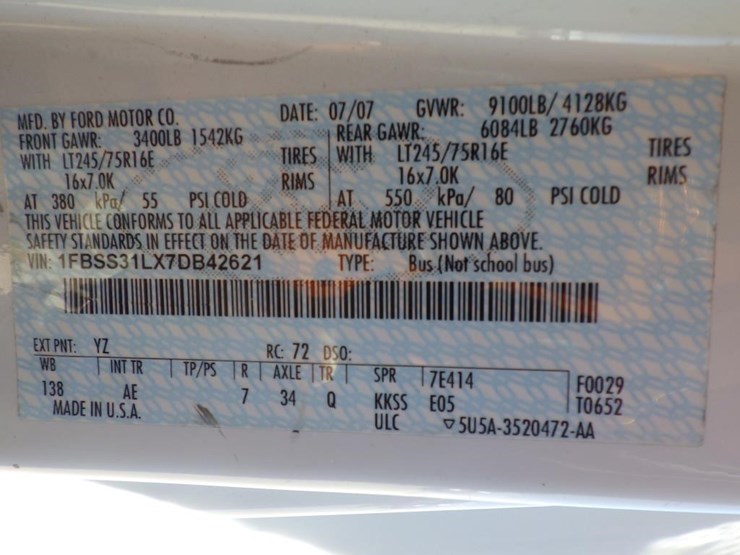 MFD. BY FORD MOTOR CO. DATE: 07/07 GVWR: 9100LB/ 4128KG
FRONT GAWR: 3400LB 1542KG REAR GAWR: 6084LB 2760KG
WITH LT245/75R16E TIRES WITH LT245/75R16E TIRES
16x7.0K RIMS 16x7.0K RIMS
AT 380 kPa/ 55 PSI COLD AT 550 kPa/ 80 PSI COLD
THIS VEHICLE CONFORMS TO ALL APPLICABLE FEDERAL MOTOR VEHICLE
SAFETY STANDARDS IN EFFECT ON THE DATE OF MANUFACTURE SHOWN ABOVE.
VIN: 1FBSS31LX7DB42621 TYPE: Bus (Not school bus)
EXT PNT: YZ RC: 72 DSO:
WB INT TR TP/PS R AXLE TR SPR 7E414 F0029
138 AE 7 34 Q KKSS E05 T0652
MADE IN U.S.A. ULC ▽5U5A-3520472-AA